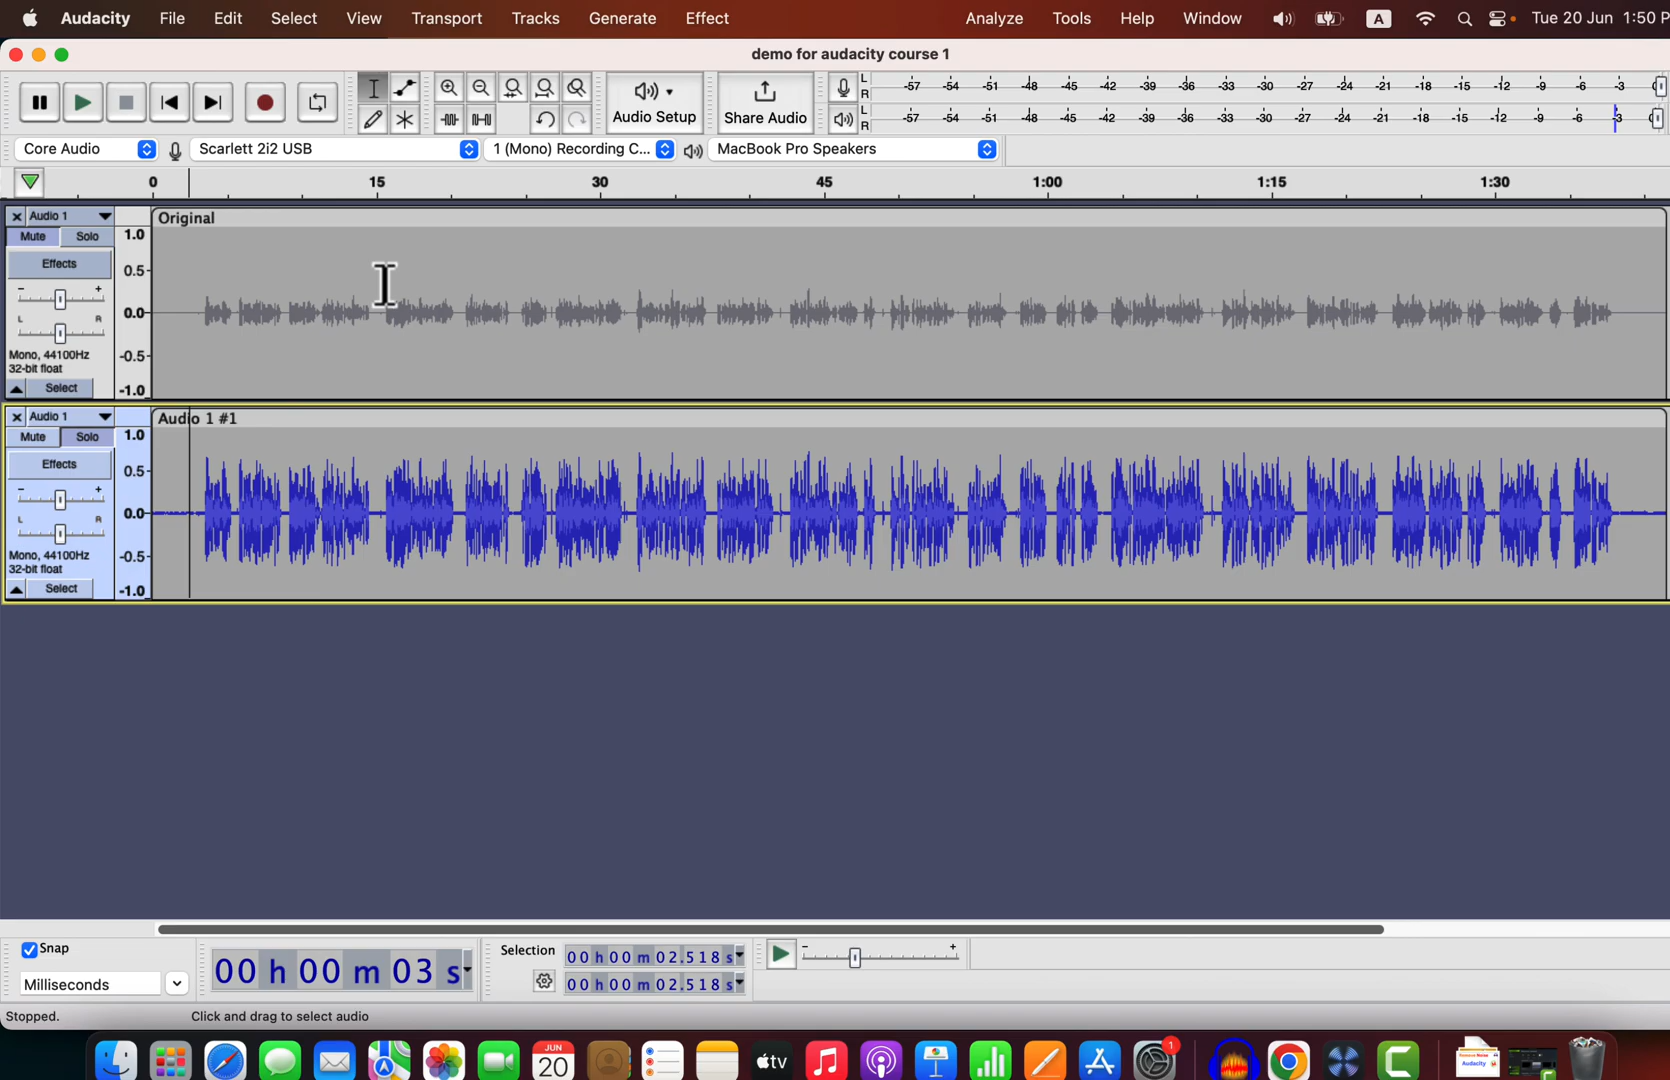 Audacity File Edit Select View Transport Tracks Generate Effect Analyze Tools Help Window A Tue 20 Jun 1:50 P
demo for audacity course 1
Audio Setup Share Audio
L R -57 -54 -51 -48 -45 -42 -39 -36 -33 -30 -27 -24 -21 -18 -15 -12 -9 -6 -3 0
L R -57 -54 -51 -48 -45 -42 -39 -36 -33 -30 -27 -24 -21 -18 -15 -12 -9 -6 -3 0
Core Audio Scarlett 2i2 USB 1 (Mono) Recording C... MacBook Pro Speakers
0 15 30 45 1:00 1:15 1:30
Audio 1 Original
Mute Solo 1.0
Effects 0.5
- + 0.0
L R
Mono, 44100Hz -0.5
32-bit float
Select -1.0
Audio 1 Audio 1 #1
Mute Solo 1.0
Effects 0.5
- + 0.0
L R
Mono, 44100Hz -0.5
32-bit float
Select -1.0
Snap
Milliseconds
00 h 00 m 03 s
Selection 00 h 00 m 02.518 s
00 h 00 m 02.518 s
- +
Stopped. Click and drag to select audio
JUN
20
tv
1
Audacity